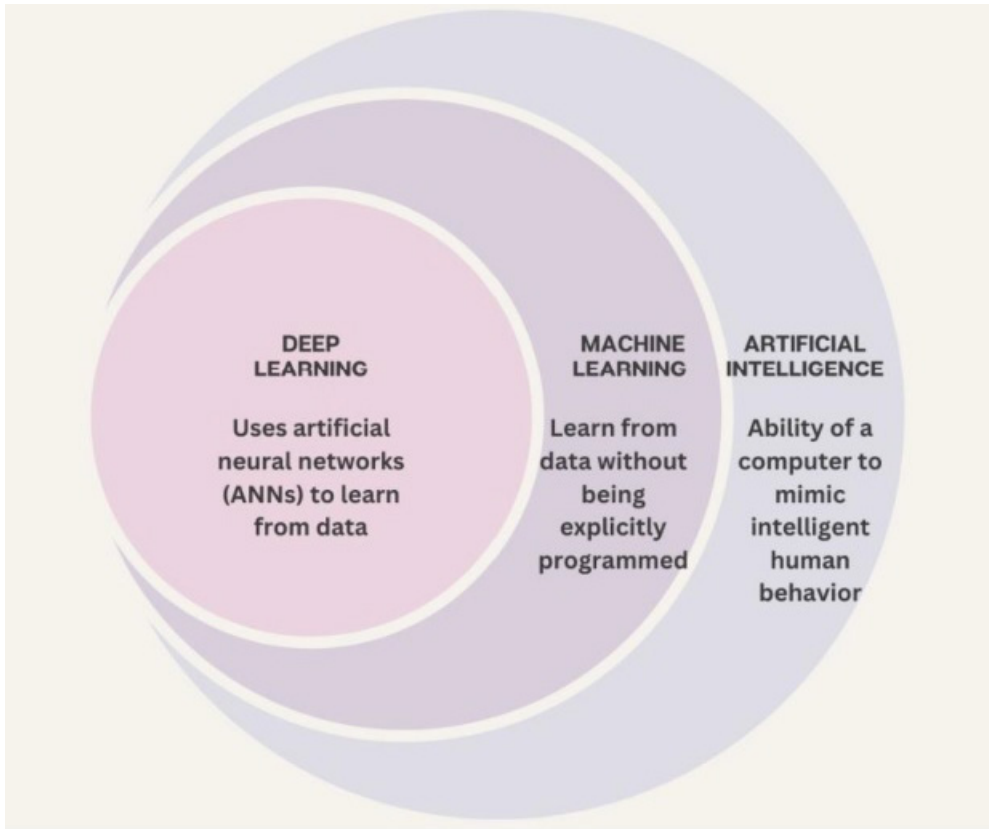 DEEP
LEARNING
Uses artificial
neural networks
(ANNs) to learn
from data
MACHINE
LEARNING
Learn from
data without
being
explicitly
programmed
ARTIFICIAL
INTELLIGENCE
Ability of a
computer to
mimic
intelligent
human
behavior